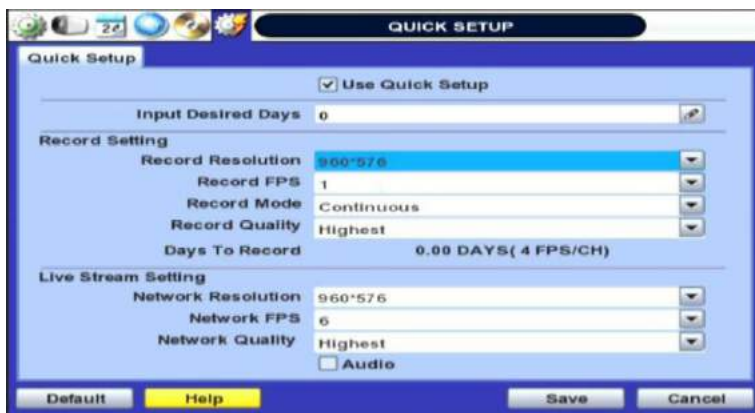 QUICK SETUP
Quick Setup
Use Quick Setup
Input Desired Days 0
Record Setting
Record Resolution 960*576
Record FPS 1
Record Mode Continuous
Record Quality Highest
Days To Record 0.00 DAYS( 4 FPS/CH)
Live Stream Setting
Network Resolution 960*576
Network FPS 6
Network Quality Highest
Audio
Default Help Save Cancel